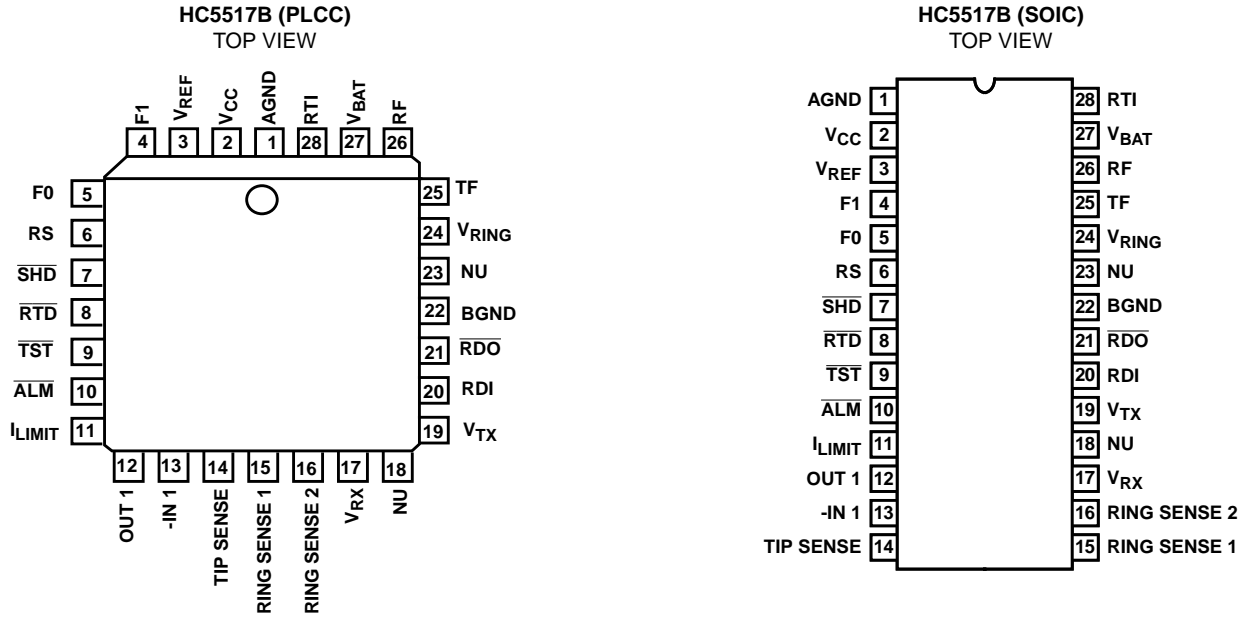 HC5517B (PLCC)
TOP VIEW
F1
VREF
VCC
AGND
RTI
VBAT
RF
4
3
2
1
28
27
26
F0 5
RS 6
SHD 7
RTD 8
TST 9
ALM 10
ILIMIT 11
25 TF
24 VRING
23 NU
22 BGND
21 RDO
20 RDI
19 VTX
12
13
14
15
16
17
18
OUT 1
-IN 1
TIP SENSE
RING SENSE 1
RING SENSE 2
VRX
NU
HC5517B (SOIC)
TOP VIEW
AGND 1
VCC 2
VREF 3
F1 4
F0 5
RS 6
SHD 7
RTD 8
TST 9
ALM 10
ILIMIT 11
OUT 1 12
-IN 1 13
TIP SENSE 14
28 RTI
27 VBAT
26 RF
25 TF
24 VRING
23 NU
22 BGND
21 RDO
20 RDI
19 VTX
18 NU
17 VRX
16 RING SENSE 2
15 RING SENSE 1